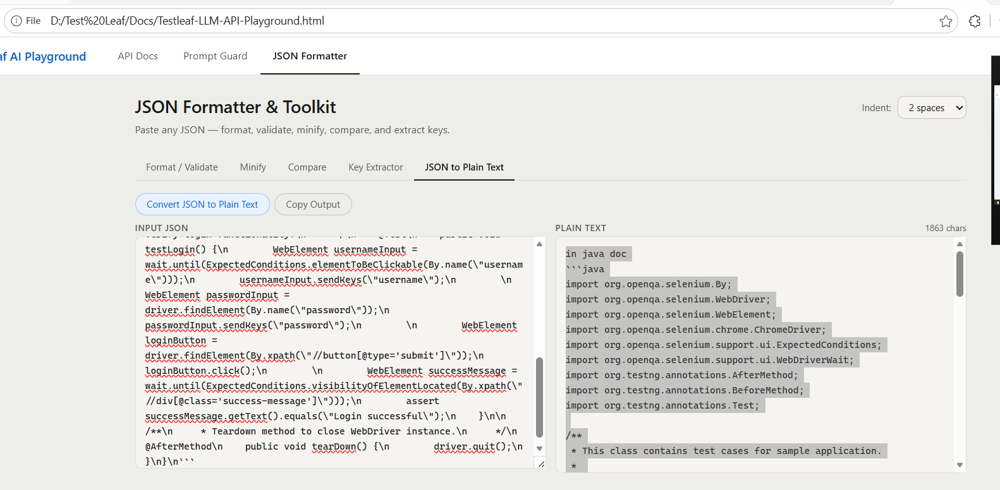 File D:/Test%20Leaf/Docs/Testleaf-LLM-API-Playground.html
af AI Playground
API Docs
Prompt Guard
JSON Formatter
JSON Formatter & Toolkit
Indent:
2 spaces
Paste any JSON — format, validate, minify, compare, and extract keys.
Format / Validate
Minify
Compare
Key Extractor
JSON to Plain Text
Convert JSON to Plain Text
Copy Output
INPUT JSON
testLogin() {\n        WebElement usernameInput =
wait.until(ExpectedConditions.elementToBeClickable(By.name(\"usernam
e\")));\n        usernameInput.sendKeys(\"username\");\n        \n
WebElement passwordInput =
driver.findElement(By.name(\"password\"));\n
passwordInput.sendKeys(\"password\");\n        \n        WebElement
loginButton =
driver.findElement(By.xpath(\"//button[@type='submit']\"));\n
loginButton.click();\n        \n        WebElement successMessage =
wait.until(ExpectedConditions.visibilityOfElementLocated(By.xpath(\"
//div[@class='success-message']\")));\n        assert
successMessage.getText().equals(\"Login successful\");\n    }\n\n
/**\n     * Teardown method to close WebDriver instance.\n     */\n
@AfterMethod\n    public void tearDown() {\n        driver.quit();\n
}\n}\n```
PLAIN TEXT
1863 chars
in java doc
```java
import org.openqa.selenium.By;
import org.openqa.selenium.WebDriver;
import org.openqa.selenium.WebElement;
import org.openqa.selenium.chrome.ChromeDriver;
import org.openqa.selenium.support.ui.ExpectedConditions;
import org.openqa.selenium.support.ui.WebDriverWait;
import org.testng.annotations.AfterMethod;
import org.testng.annotations.BeforeMethod;
import org.testng.annotations.Test;
/**
 * This class contains test cases for sample application.
 *